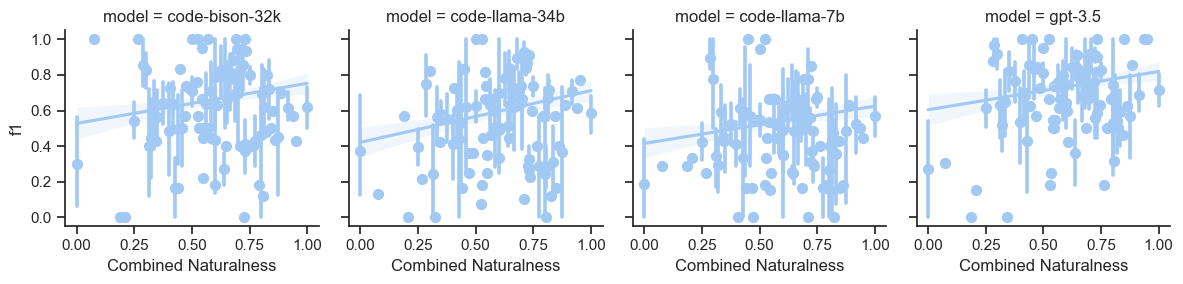 model = code-bison-32k
model = code-llama-34b
model = code-llama-7b
model = gpt-3.5
f1
1.0
0.8
0.6
0.4
0.2
0.0
0.00 0.25 0.50 0.75 1.00
0.00 0.25 0.50 0.75 1.00
0.00 0.25 0.50 0.75 1.00
0.00 0.25 0.50 0.75 1.00
Combined Naturalness
Combined Naturalness
Combined Naturalness
Combined Naturalness